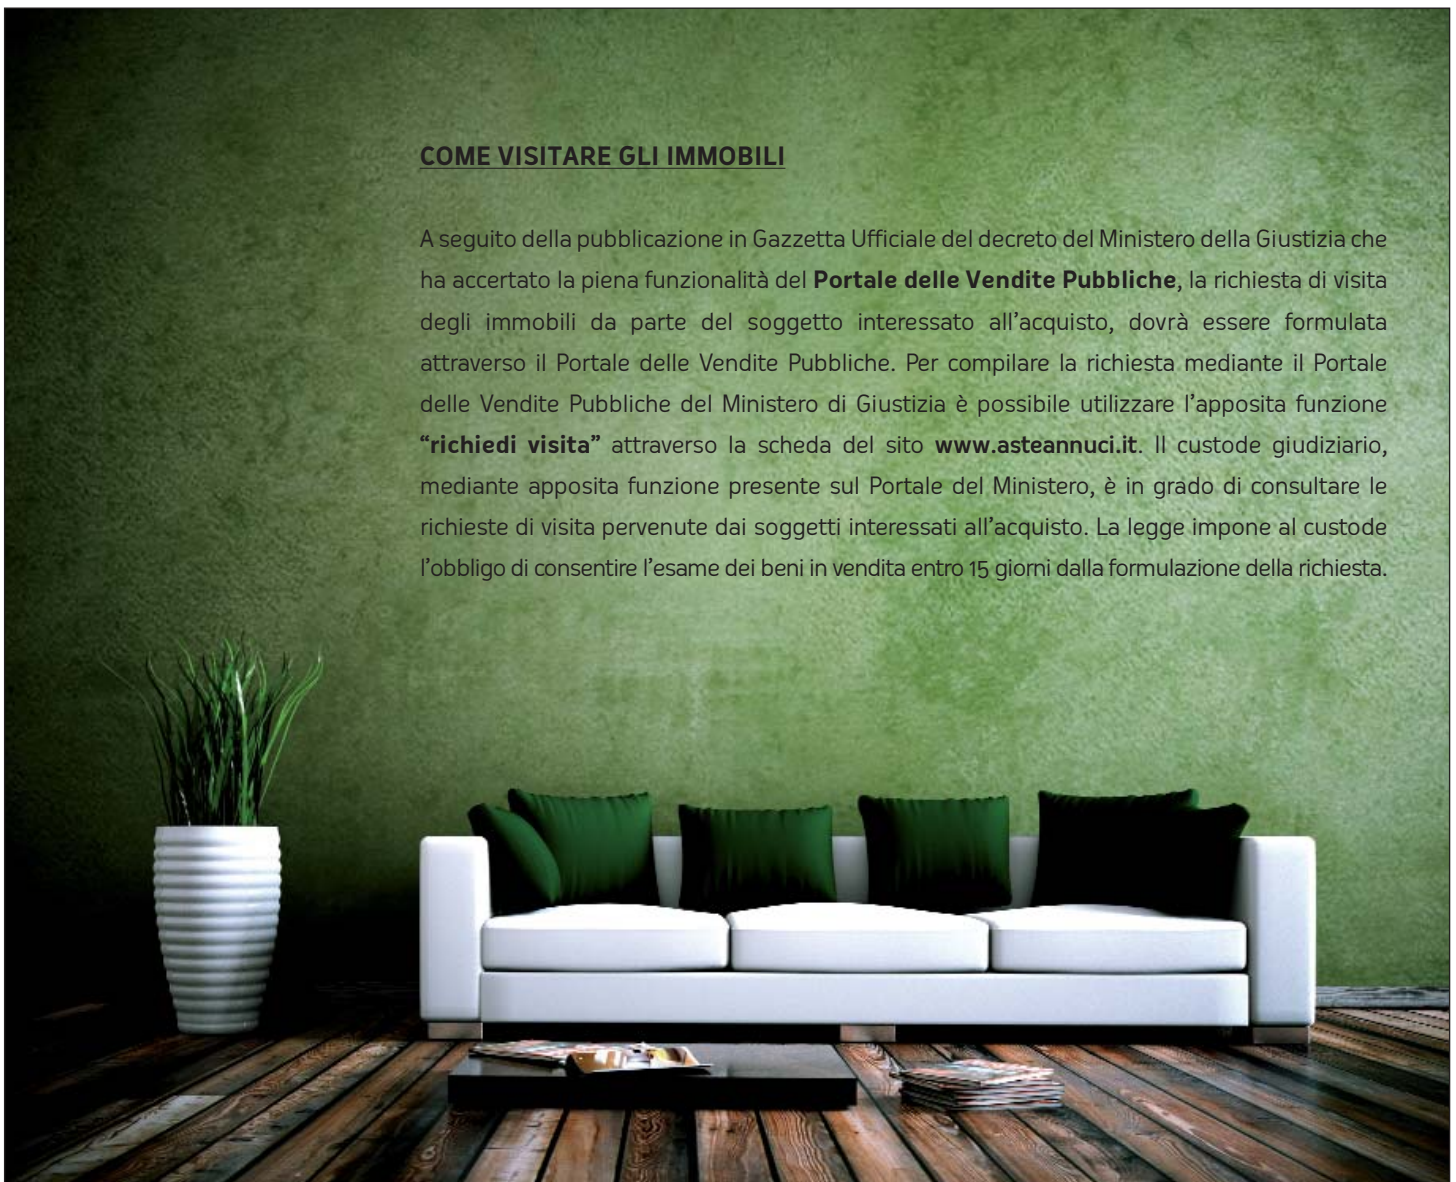 COME VISITARE GLI IMMOBILI
A seguito della pubblicazione in Gazzetta Ufficiale del decreto del Ministero della Giustizia che
ha accertato la piena funzionalità del Portale delle Vendite Pubbliche, la richiesta di visita
degli immobili da parte del soggetto interessato all’acquisto, dovrà essere formulata
attraverso il Portale delle Vendite Pubbliche. Per compilare la richiesta mediante il Portale
delle Vendite Pubbliche del Ministero di Giustizia è possibile utilizzare l’apposita funzione
“richiedi visita” attraverso la scheda del sito www.asteannuci.it. Il custode giudiziario,
mediante apposita funzione presente sul Portale del Ministero, è in grado di consultare le
richieste di visita pervenute dai soggetti interessati all’acquisto. La legge impone al custode
l’obbligo di consentire l’esame dei beni in vendita entro 15 giorni dalla formulazione della richiesta.